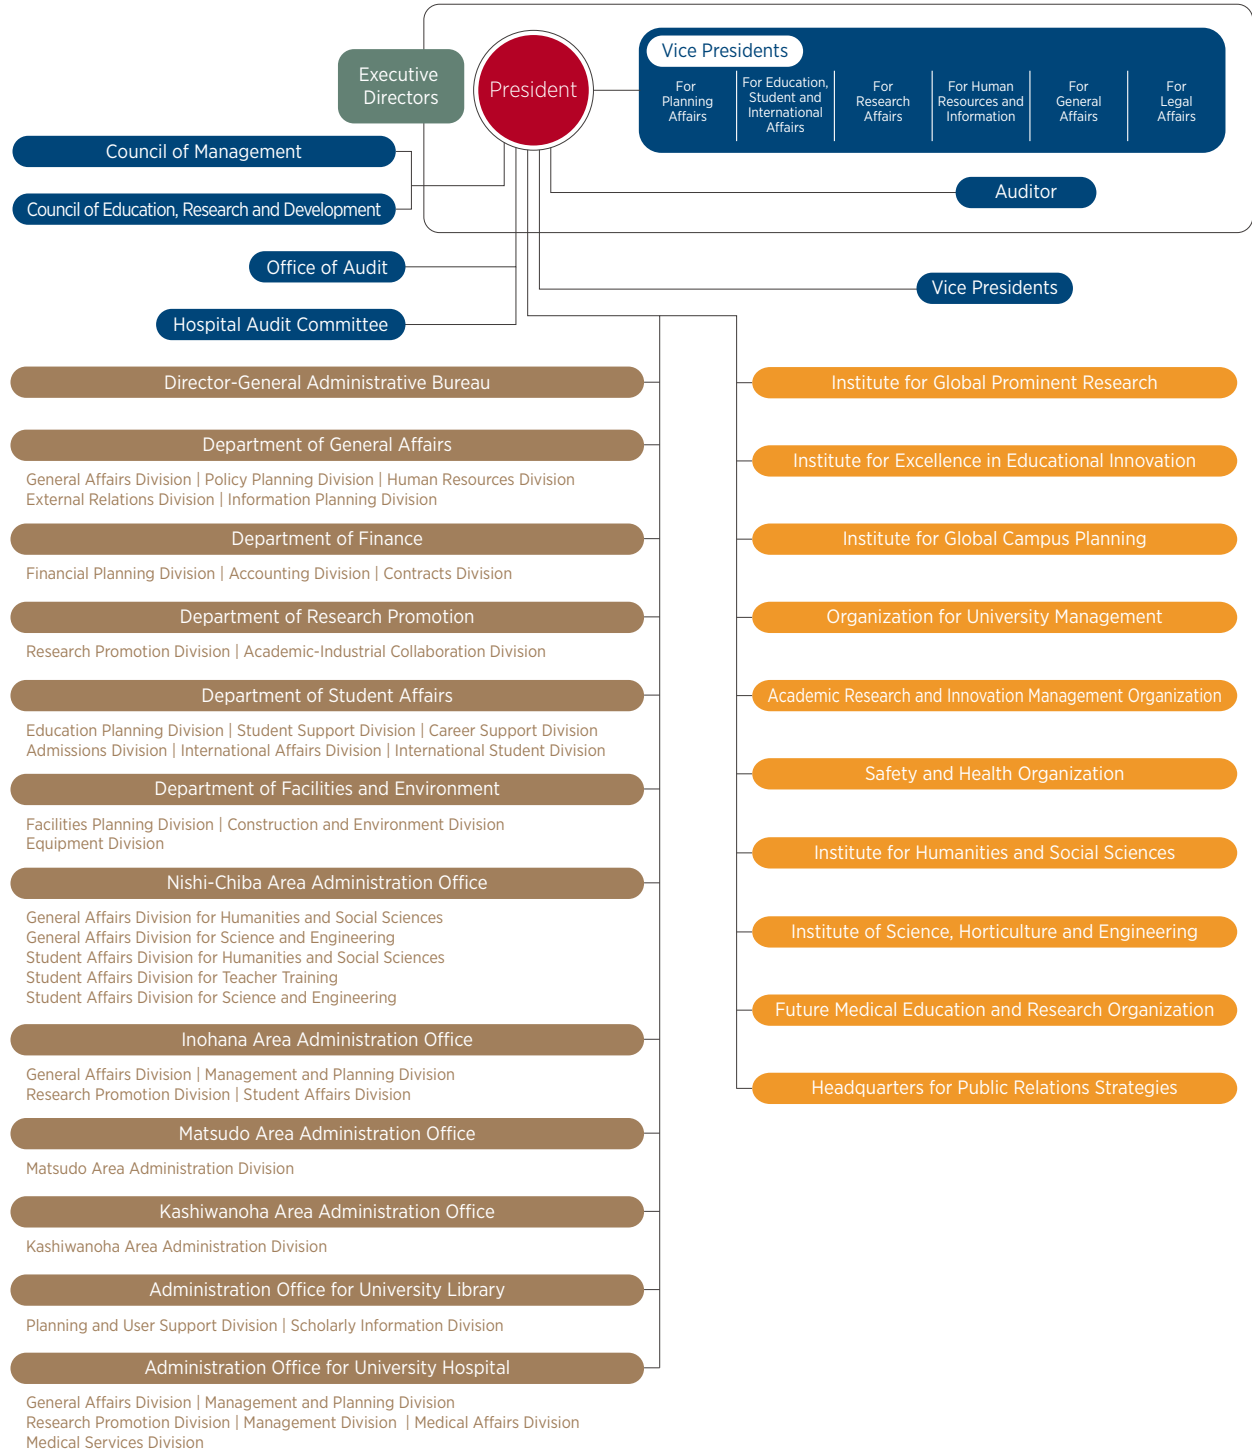 Executive
Directors
President
Vice Presidents
For
Planning
Affairs
For Education,
Student and
International
Affairs
For
Research
Affairs
For Human
Resources and
Information
For
General
Affairs
For
Legal
Affairs
Council of Management
Council of Education, Research and Development
Auditor
Office of Audit
Vice Presidents
Hospital Audit Committee
Director-General Administrative Bureau
Department of General Affairs
General Affairs Division | Policy Planning Division | Human Resources Division
External Relations Division | Information Planning Division
Department of Finance
Financial Planning Division | Accounting Division | Contracts Division
Department of Research Promotion
Research Promotion Division | Academic-Industrial Collaboration Division
Department of Student Affairs
Education Planning Division | Student Support Division | Career Support Division
Admissions Division | International Affairs Division | International Student Division
Department of Facilities and Environment
Facilities Planning Division | Construction and Environment Division
Equipment Division
Nishi-Chiba Area Administration Office
General Affairs Division for Humanities and Social Sciences
General Affairs Division for Science and Engineering
Student Affairs Division for Humanities and Social Sciences
Student Affairs Division for Teacher Training
Student Affairs Division for Science and Engineering
Inohana Area Administration Office
General Affairs Division | Management and Planning Division
Research Promotion Division | Student Affairs Division
Matsudo Area Administration Office
Matsudo Area Administration Division
Kashiwanoha Area Administration Office
Kashiwanoha Area Administration Division
Administration Office for University Library
Planning and User Support Division | Scholarly Information Division
Administration Office for University Hospital
General Affairs Division | Management and Planning Division
Research Promotion Division | Management Division | Medical Affairs Division
Medical Services Division
Institute for Global Prominent Research
Institute for Excellence in Educational Innovation
Institute for Global Campus Planning
Organization for University Management
Academic Research and Innovation Management Organization
Safety and Health Organization
Institute for Humanities and Social Sciences
Institute of Science, Horticulture and Engineering
Future Medical Education and Research Organization
Headquarters for Public Relations Strategies